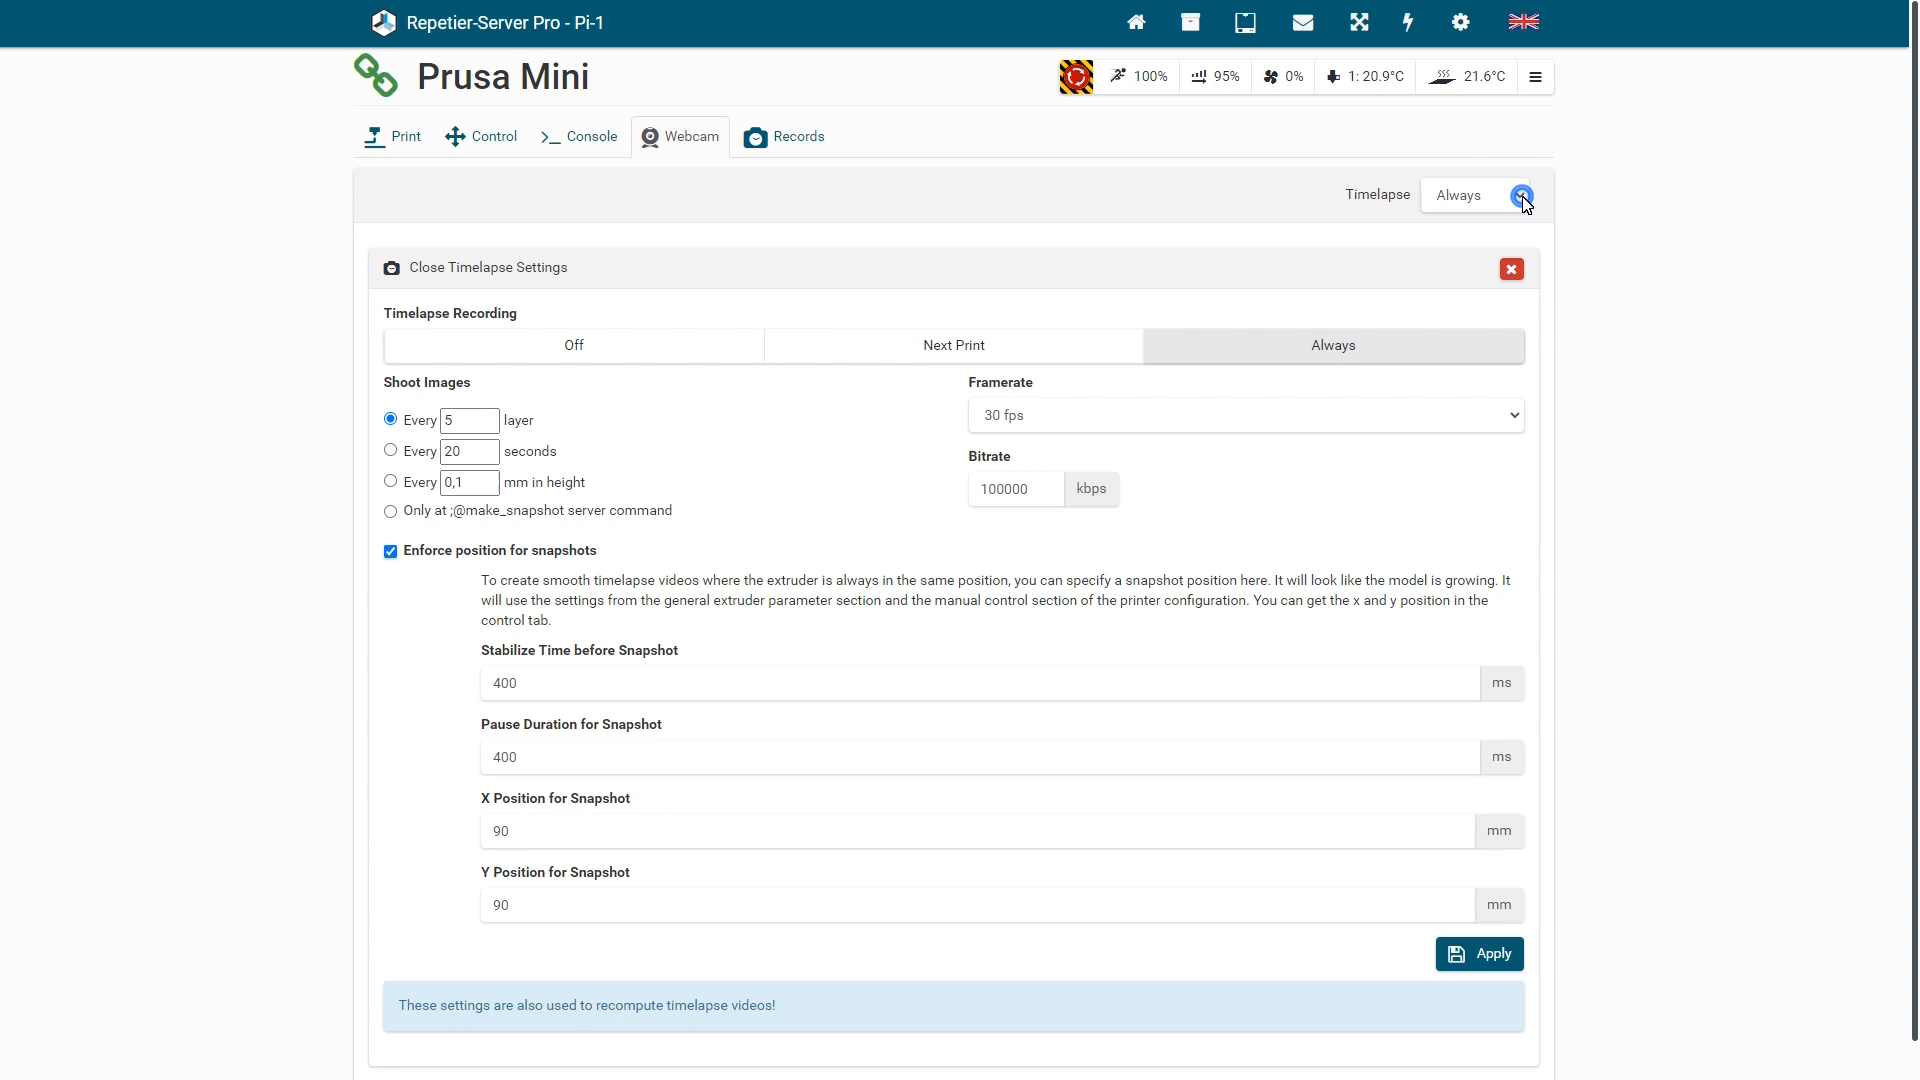 Repetier-Server Pro - Pi-1
Prusa Mini
100% 95% 0% 1: 20.9°C 21.6°C
Print Control Console Webcam Records
Timelapse Always
Close Timelapse Settings
Timelapse Recording
Off Next Print Always
Shoot Images
Every 5 layer
Every 20 seconds
Every 0,1 mm in height
Only at ;@make_snapshot server command
Framerate
30 fps
Bitrate
100000 kbps
Enforce position for snapshots
To create smooth timelapse videos where the extruder is always in the same position, you can specify a snapshot position here. It will look like the model is growing. It
will use the settings from the general extruder parameter section and the manual control section of the printer configuration. You can get the x and y position in the
control tab.
Stabilize Time before Snapshot
400 ms
Pause Duration for Snapshot
400 ms
X Position for Snapshot
90 mm
Y Position for Snapshot
90 mm
Apply
These settings are also used to recompute timelapse videos!